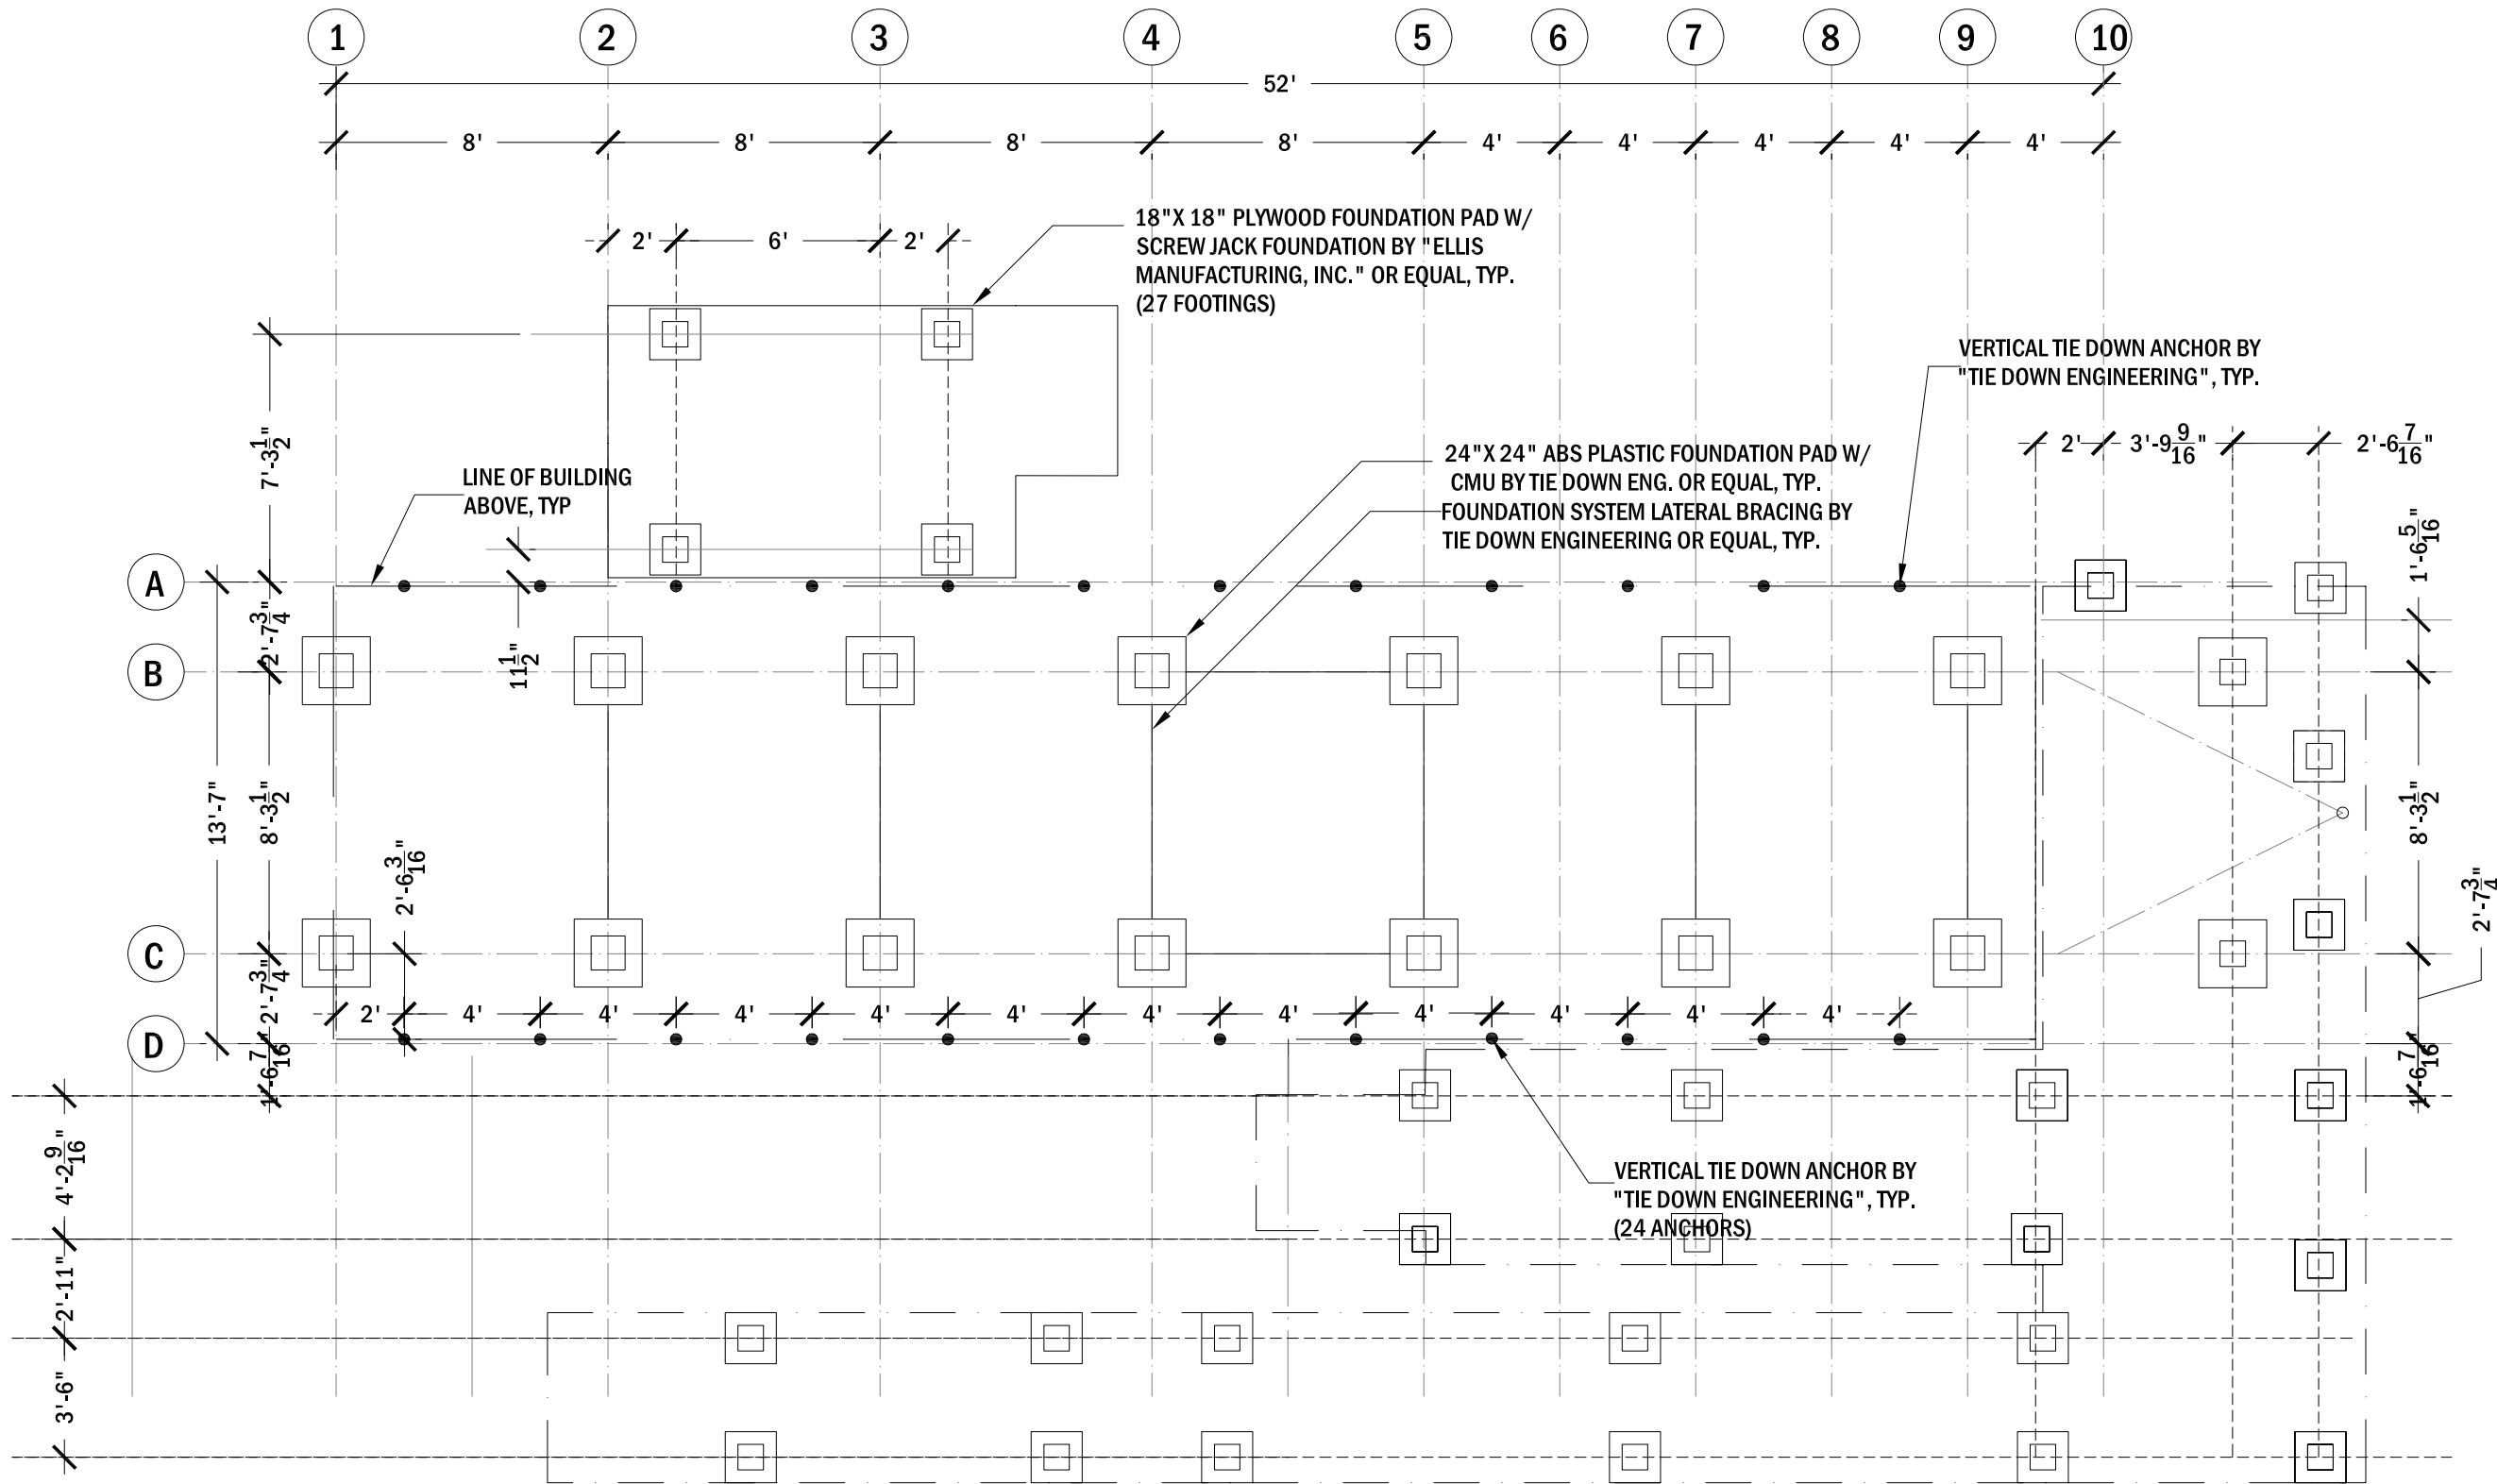 1 2 3 4 5 6 7 8 9 10
52'
8' 8' 8' 8' 4' 4' 4' 4' 4'
18"X 18" PLYWOOD FOUNDATION PAD W/
SCREW JACK FOUNDATION BY "ELLIS
MANUFACTURING, INC." OR EQUAL, TYP.
(27 FOOTINGS)
2' 6' 2'
VERTICAL TIE DOWN ANCHOR BY
"TIE DOWN ENGINEERING", TYP.
2' 3'-9 9/16" 2'-6 7/16"
24"X 24" ABS PLASTIC FOUNDATION PAD W/
CMU BY TIE DOWN ENG. OR EQUAL, TYP.
FOUNDATION SYSTEM LATERAL BRACING BY
TIE DOWN ENGINEERING OR EQUAL, TYP.
LINE OF BUILDING
ABOVE, TYP
7'-3 1/2"
1'-6 5/16"
A
2'-7 3/4"
11 1/2"
B
13'-7"
8'-3 1/2"
2'-6 3/16"
8'-3 1/2"
2'-7 3/4"
C
2'-7 3/4"
2' 4' 4' 4' 4' 4' 4' 4' 4' 4' 4' 4'
D
1'-6 7/16"
1'-6 7/16"
4'-2 9/16"
VERTICAL TIE DOWN ANCHOR BY
"TIE DOWN ENGINEERING", TYP.
(24 ANCHORS)
2'-11"
3'-6"